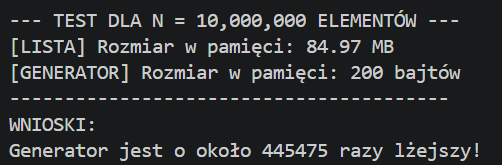 --- TEST DLA N = 10,000,000 ELEMENTÓW ---
[LISTA] Rozmiar w pamięci: 84.97 MB
[GENERATOR] Rozmiar w pamięci: 200 bajtów
----------------------------------------
WNIOSKI:
Generator jest o około 445475 razy lżejszy!